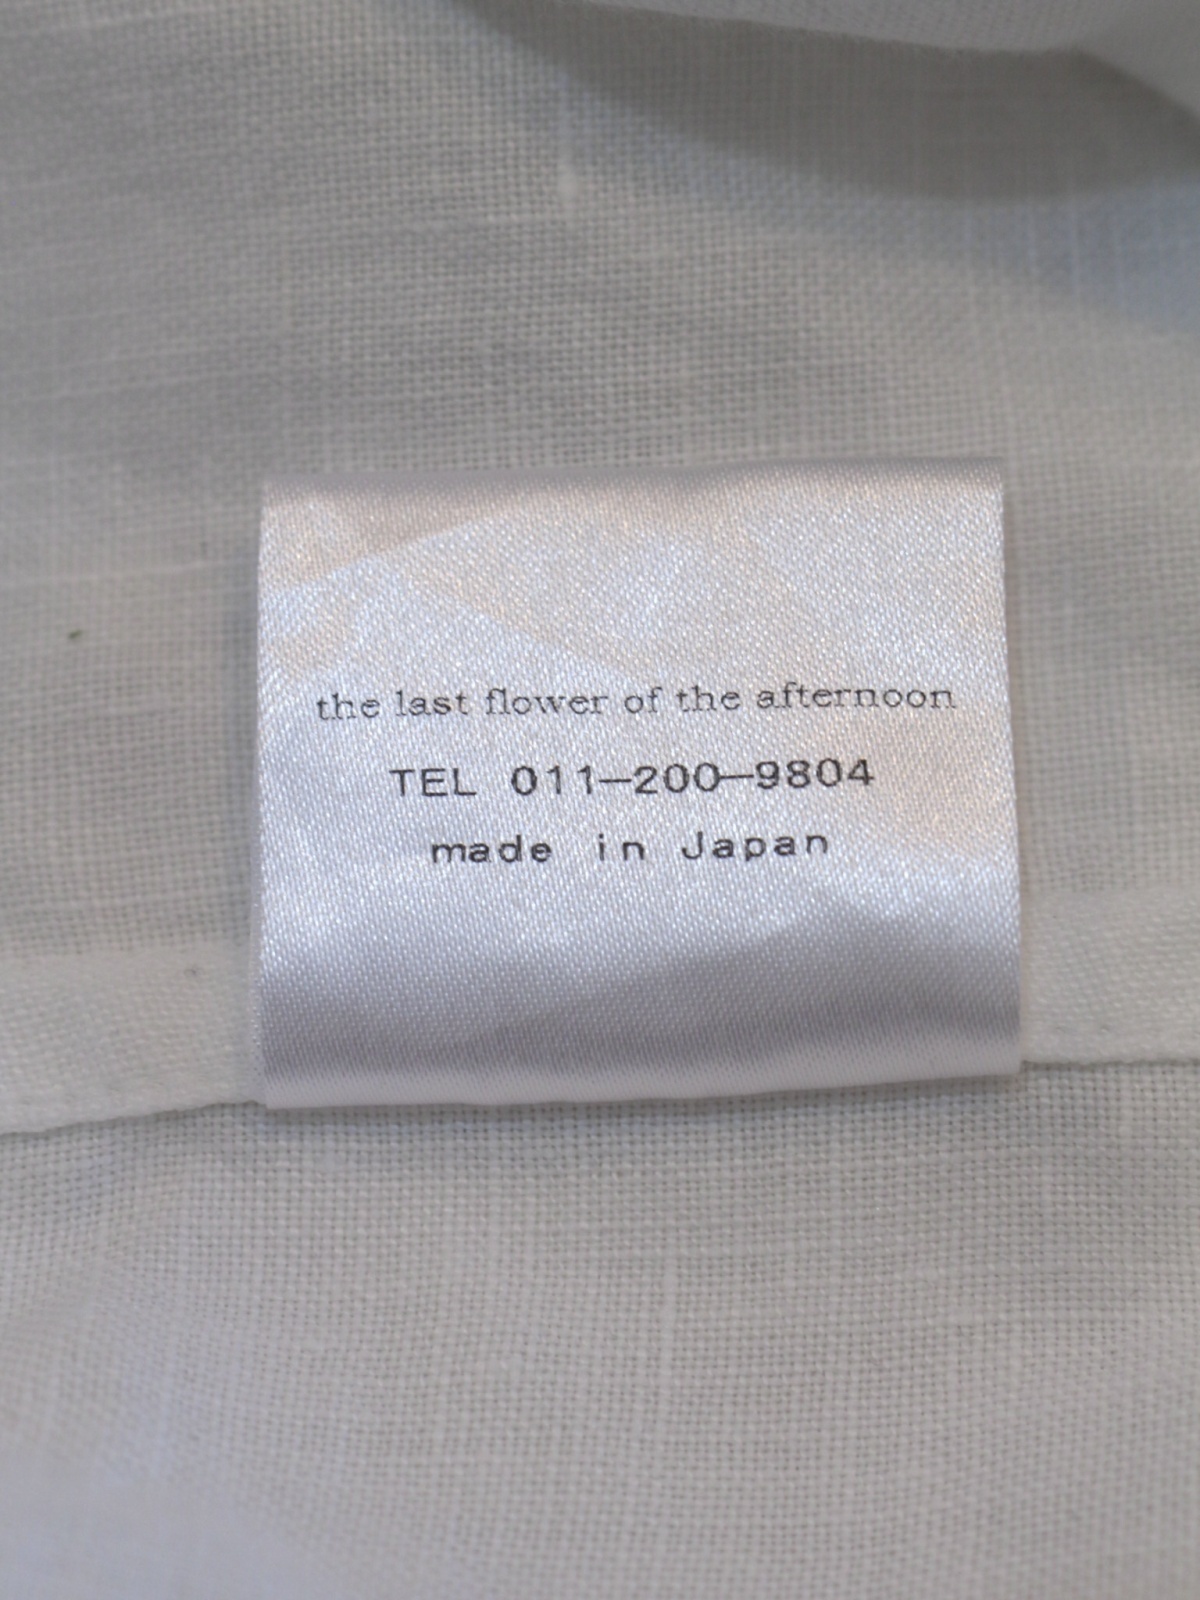 the last flower of the afternoon
TEL 011-200-9804
made in Japan